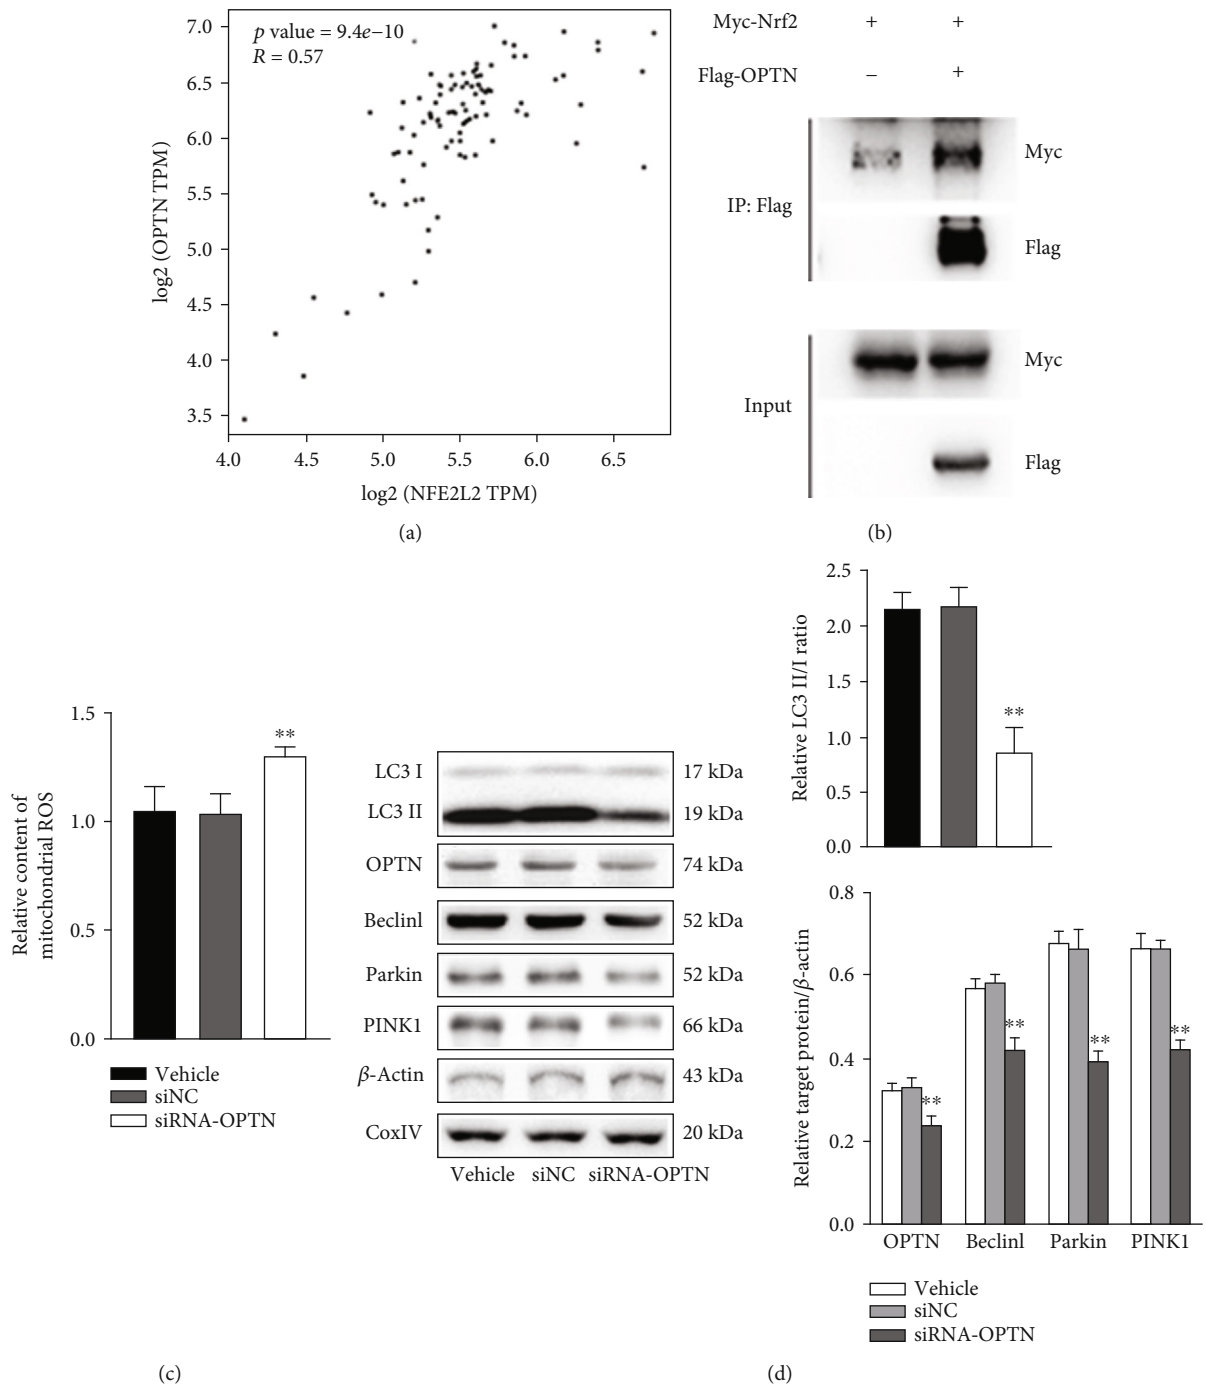 p value = 9.4e−10
R = 0.57
7.0
6.5
6.0
5.5
5.0
4.5
4.0
3.5
log2 (OPTN TPM)
4.0 4.5 5.0 5.5 6.0 6.5
log2 (NFE2L2 TPM)
(a)
Myc-Nrf2 + +
Flag-OPTN − +
IP: Flag
Myc
Flag
Input
Myc
Flag
(b)
1.5
1.0
0.5
0.0
Relative content of
mitochondrial ROS
**
Vehicle
siNC
siRNA-OPTN
(c)
LC3 I 17 kDa
LC3 II 19 kDa
OPTN 74 kDa
Beclinl 52 kDa
Parkin 52 kDa
PINK1 66 kDa
β-Actin 43 kDa
CoxIV 20 kDa
Vehicle siNC siRNA-OPTN
2.5
2.0
1.5
1.0
0.5
0.0
Relative LC3 II/I ratio
**
0.8
0.6
0.4
0.2
0.0
Relative target protein/β-actin
** ** ** **
OPTN Beclinl Parkin PINK1
Vehicle
siNC
siRNA-OPTN
(d)